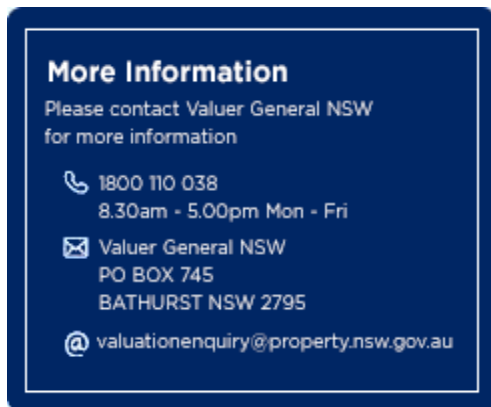 More Information
Please contact Valuer General NSW
for more information
1800 110 038
8.30am - 5.00pm Mon - Fri
Valuer General NSW
PO BOX 745
BATHURST NSW 2795
@ valuationenquiry@property.nsw.gov.au